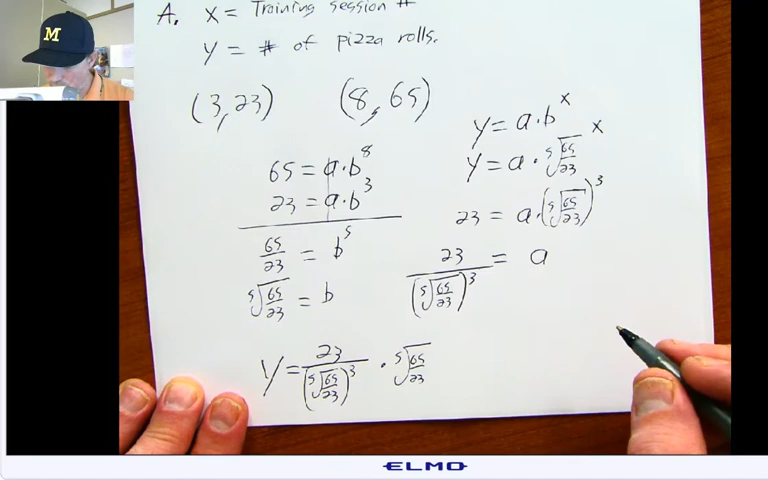 M
A. x = Training session #
y = # of pizza rolls.
(3, 23) (8, 65)
65 = a·b^8
23 = a·b^3
65/23 = b^5
⁵√(65/23) = b
y = a·b^x
y = a·⁵√(65/23)^x
23 = a·(⁵√(65/23))^3
23/(⁵√(65/23))^3 = a
y = 23/(⁵√(65/23))^3 · ⁵√(65/23)
ELMO